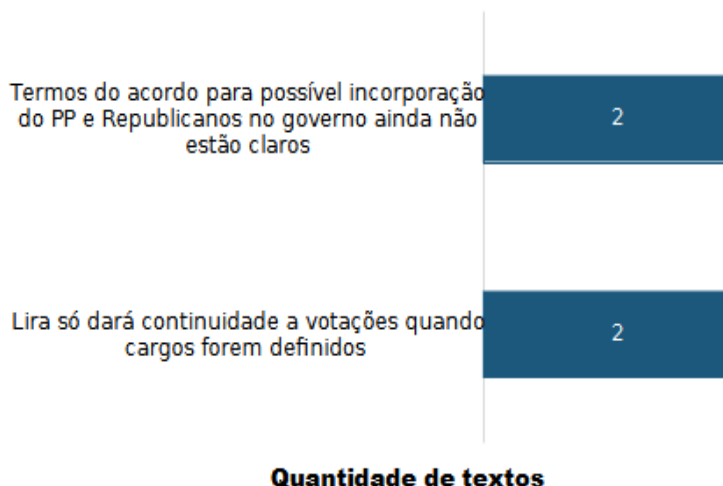 Termos do acordo para possível incorporação
do PP e Republicanos no governo ainda não
estão claros
2
Lira só dará continuidade a votações quando
cargos forem definidos
2
Quantidade de textos